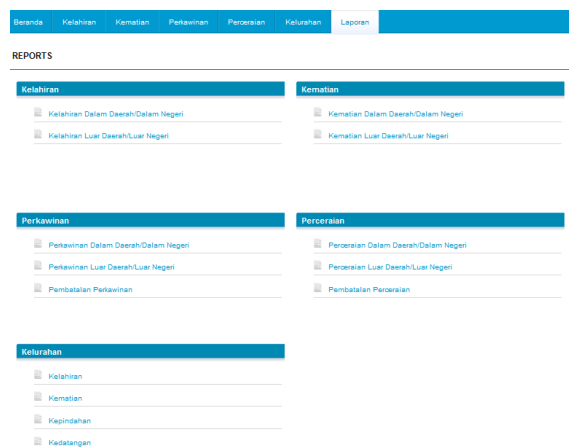 Beranda Kelahiran Kematian Perkawinan Perceraian Kelurahan Laporan
REPORTS
Kelahiran
Kelahiran Dalam Daerah/Dalam Negeri
Kelahiran Luar Daerah/Luar Negeri
Kematian
Kematian Dalam Daerah/Dalam Negeri
Kematian Luar Daerah/Luar Negeri
Perkawinan
Perkawinan Dalam Daerah/Dalam Negeri
Perkawinan Luar Daerah/Luar Negeri
Pembatalan Perkawinan
Perceraian
Perceraian Dalam Daerah/Dalam Negeri
Perceraian Luar Daerah/Luar Negeri
Pembatalan Perceraian
Kelurahan
Kelahiran
Kematian
Kepindahan
Kedatangan